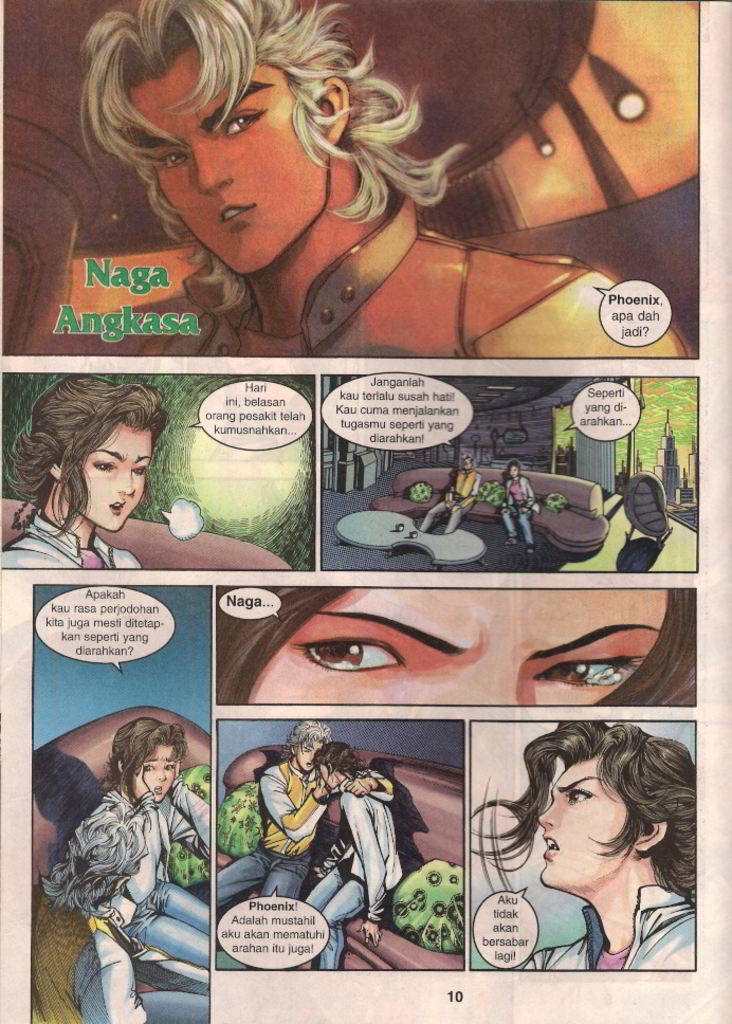 Naga
Angkasa
Phoenix,
apa dah
jadi?
Hari
ini, belasan
orang pesakit telah
kumusnahkan...
Janganlah
kau terlalu susah hati!
Kau cuma menjalankan
tugasmu seperti yang
diarahkan!
Seperti
yang di-
arahkan...
Apakah
kau rasa perjodohan
kita juga mesti ditetap-
kan seperti yang
diarahkan?
Naga...
Phoenix!
Adalah mustahil
aku akan mematuhi
arahan itu juga!
Aku
tidak
akan
bersabar
lagi!
10